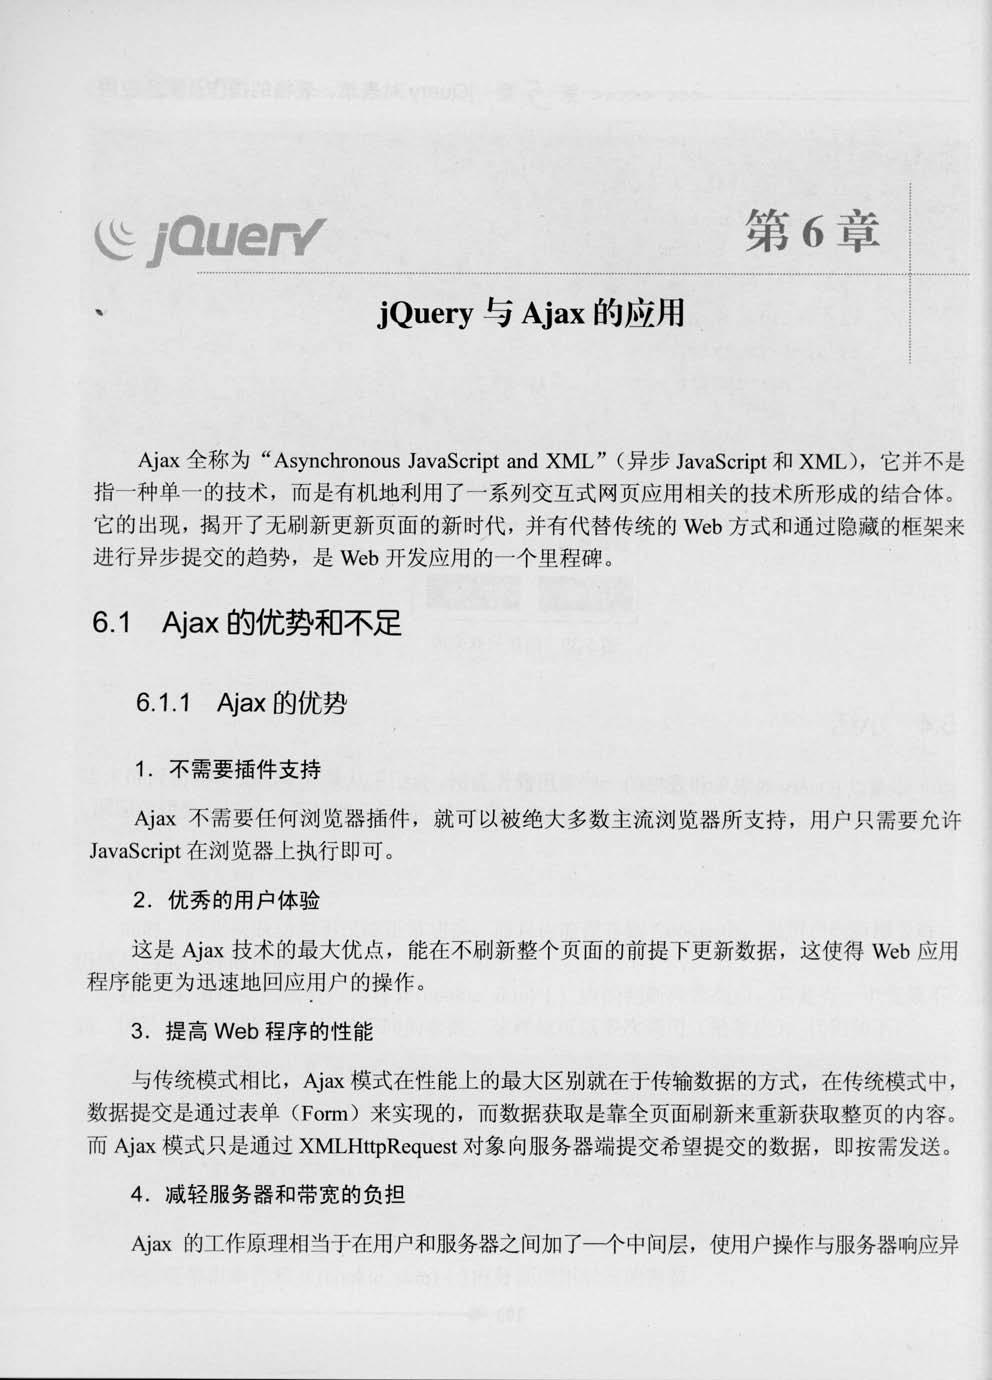 jQuery
第6章
jQuery 与 Ajax 的应用
Ajax 全称为“Asynchronous JavaScript and XML”（异步 JavaScript 和 XML），它并不是
指一种单一的技术，而是有机地利用了一系列交互式网页应用相关的技术所形成的结合体。
它的出现，揭开了无刷新更新页面的新时代，并有代替传统的 Web 方式和通过隐藏的框架来
进行异步提交的趋势，是 Web 开发应用的一个里程碑。
6.1 Ajax 的优势和不足
6.1.1 Ajax 的优势
1．不需要插件支持
Ajax 不需要任何浏览器插件，就可以被绝大多数主流浏览器所支持，用户只需要允许
JavaScript 在浏览器上执行即可。
2．优秀的用户体验
这是 Ajax 技术的最大优点，能在不刷新整个页面的前提下更新数据，这使得 Web 应用
程序能更为迅速地回应用户的操作。
3．提高 Web 程序的性能
与传统模式相比，Ajax 模式在性能上的最大区别就在于传输数据的方式，在传统模式中，
数据提交是通过表单（Form）来实现的，而数据获取是靠全页面刷新来重新获取整页的内容。
而 Ajax 模式只是通过 XMLHttpRequest 对象向服务器端提交希望提交的数据，即按需发送。
4．减轻服务器和带宽的负担
Ajax 的工作原理相当于在用户和服务器之间加了一个中间层，使用户操作与服务器响应异